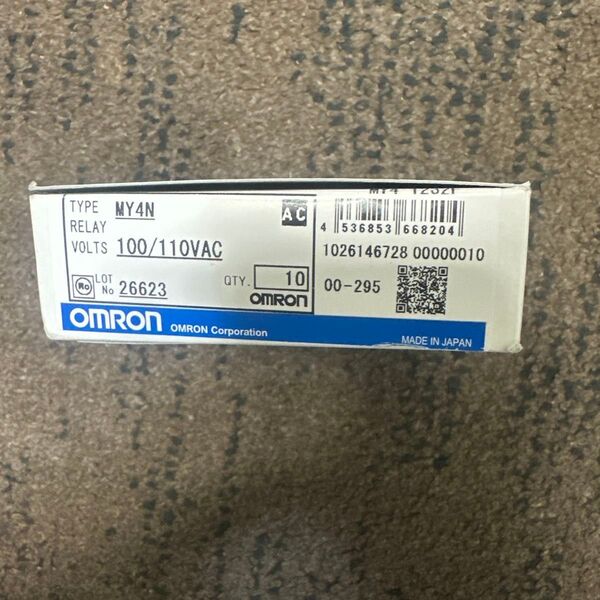 TYPE MY4N AC
RELAY
VOLTS 100/110VAC
Ro LOT No 26623 QTY. 10
OMRON
4 536853 668204
1026146728 00000010
00-295
OMRON OMRON Corporation MADE IN JAPAN